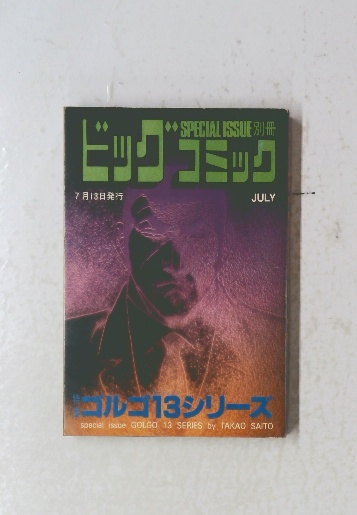 SPECIAL ISSUE 別冊
ビッグコミック
7月13日発行
JULY
ゴルゴ13シリーズ
special issue GOLGO 13 SERIES by TAKAO SAITO